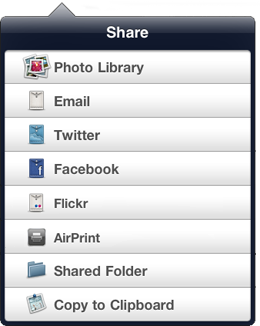 Share
Photo Library
Email
Twitter
Facebook
Flickr
AirPrint
Shared Folder
Copy to Clipboard